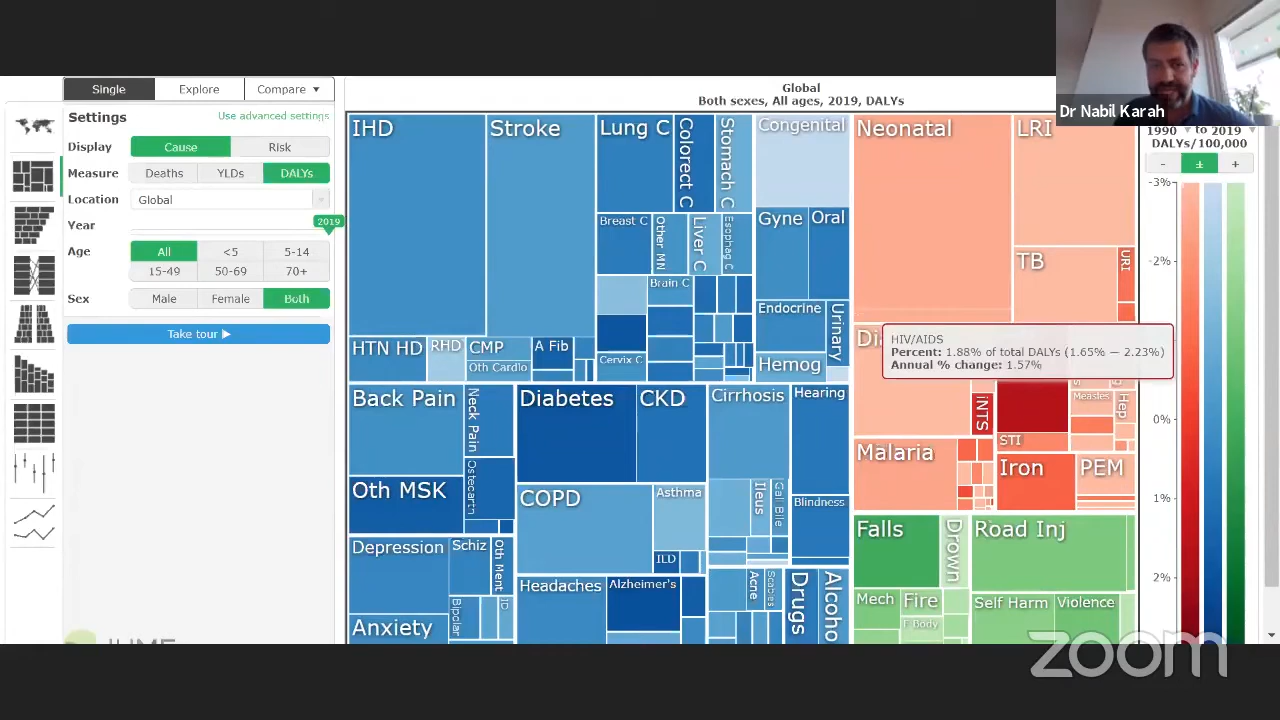 Single
Explore
Compare ▼
Settings
Use advanced settings
Display
Cause
Risk
Measure
Deaths
YLDs
DALYs
Location
Global
Year
2019
Age
All
<5
5-14
15-49
50-69
70+
Sex
Male
Female
Both
Take tour ▶
Global
Both sexes, All ages, 2019, DALYs
IHD
Stroke
Lung C
Colorect C
Stomach C
Breast C
Other MN
Liver C
Esophag C
Brain C
Cervix C
HTN HD
RHD
CMP
Oth Cardio
A Fib
Congenital
Gyne
Oral
Endocrine
Urinary
Hemog
Back Pain
Neck Pain
Oth MSK
Osteoarth
Diabetes
CKD
Cirrhosis
Hearing
COPD
Asthma
Ileus
Gall Bile
Blindness
ILD
Depression
Schiz
Oth Ment
Headaches
Alzheimer's
Acne
Scabies
Drugs
Alcoho
Anxiety
Bipolar
ID
Neonatal
LRI
TB
URI
HIV/AIDS
Percent: 1.88% of total DALYs (1.65% — 2.23%)
Annual % change: 1.57%
iNTS
Measles
Hep
STI
Malaria
Iron
PEM
Falls
Drown
Road Inj
Mech
Fire
F Body
Self Harm
Violence
Dr Nabil Karah
1990 ▼ to 2019 ▼
DALYs/100,000
-
±
+
-3%
-2%
0%
1%
2%
IHME
zoom